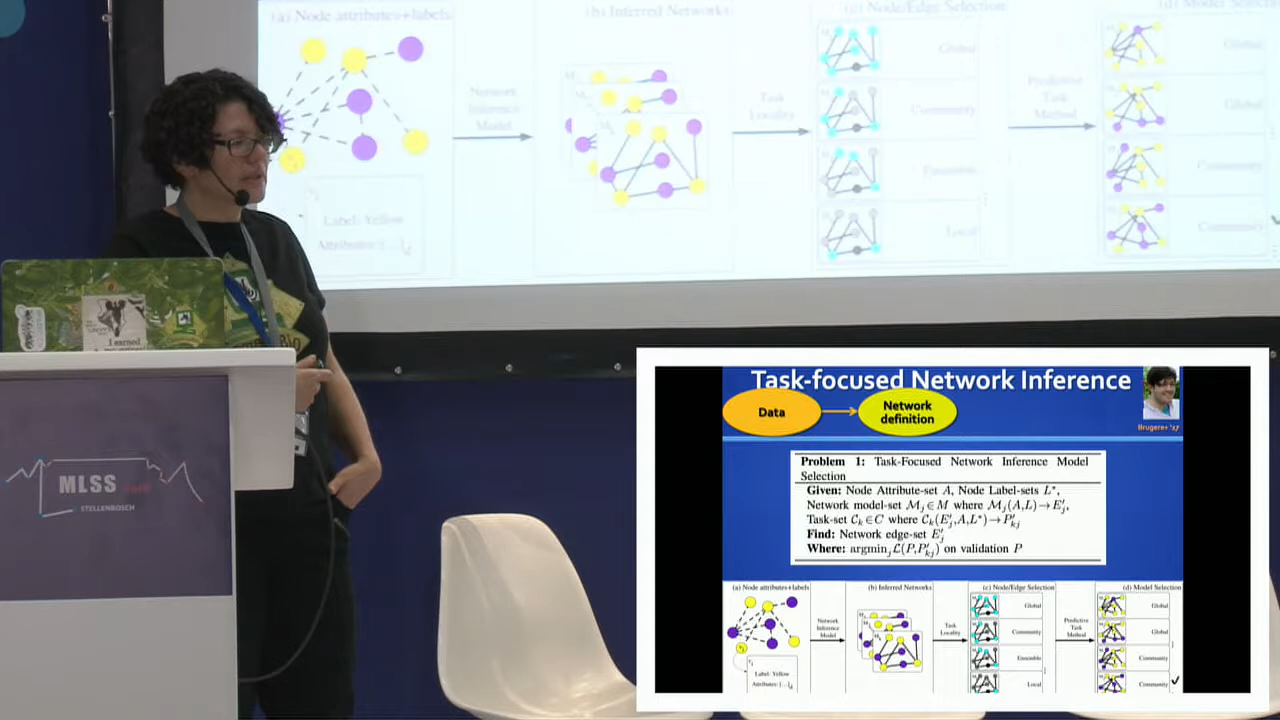 (a) Node attributes+labels
(b) Inferred Networks
(c) Node/Edge Selection
(d) Model Selection
Network
Inference
Model
Task
Locality
Predictive
Task
Method
Global
Community
Ensemble
Local
Global
Global
Community
Community
Label: Yellow
Attributes: [...]
I earned
MLSS
STELLENBOSCH
Task-focused Network Inference
Data
Network
definition
Brugere+ '17
Problem 1: Task-Focused Network Inference Model
Selection
Given: Node Attribute-set A, Node Label-sets L*,
Network model-set Mj∈M where Mj(A,L)→E′j,
Task-set Ck∈C where Ck(E′j,A,L*)→P′kj
Find: Network edge-set E′j
Where: argminj L(P,P′kj) on validation P
(a) Node attributes+labels
(b) Inferred Networks
(c) Node/Edge Selection
(d) Model Selection
Network
Inference
Model
Task
Locality
Predictive
Task
Method
Global
Community
Ensemble
Local
Global
Global
Community
Community
Label: Yellow
Attributes: [...]d